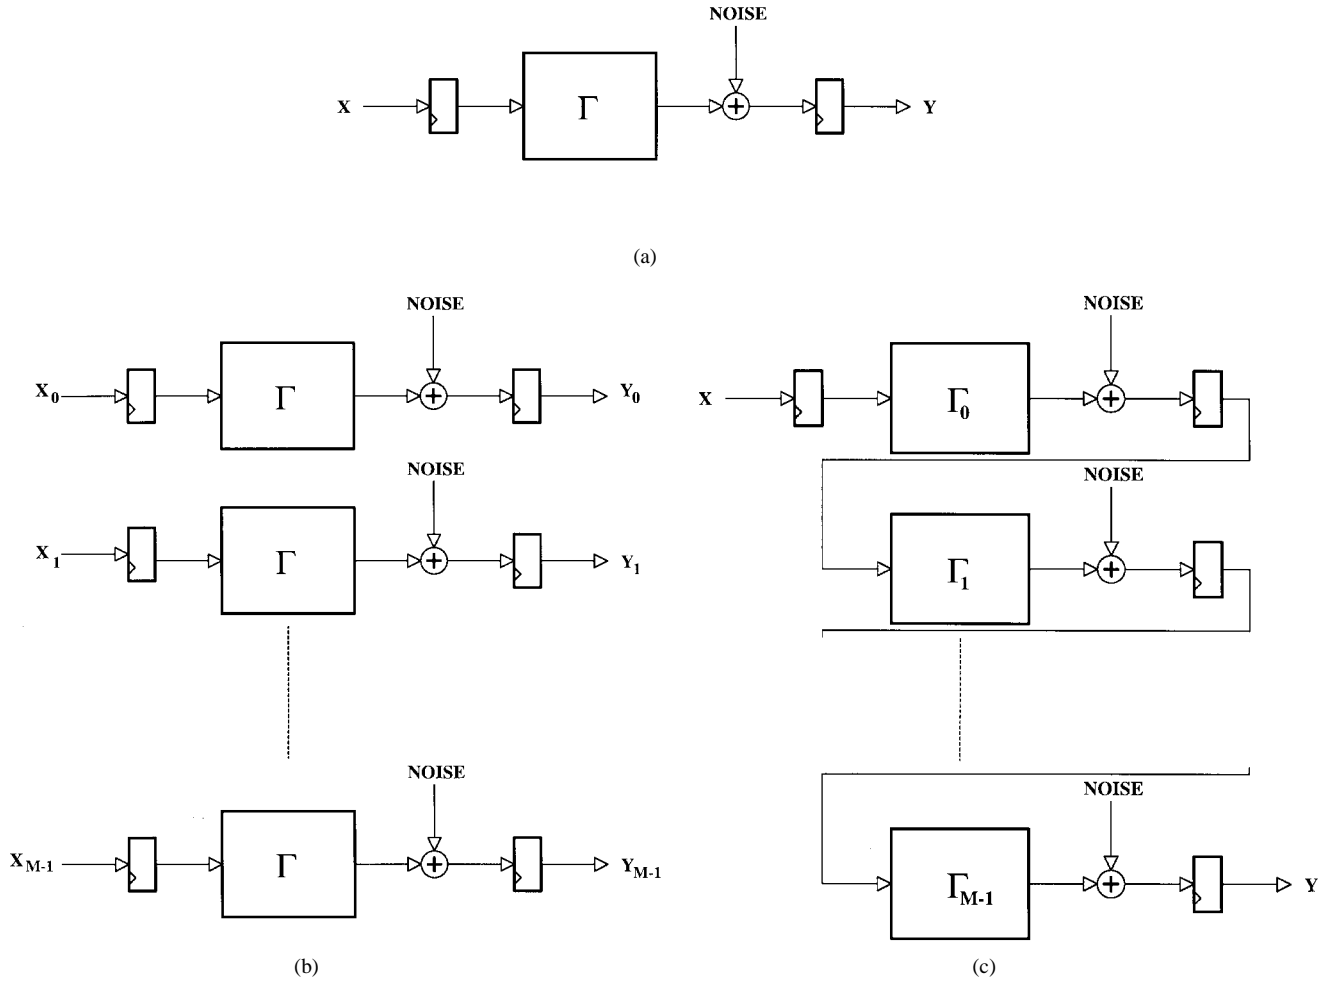 NOISE
X Γ Y
(a)
NOISE
X0 Γ Y0
NOISE
X1 Γ Y1
NOISE
XM-1 Γ YM-1
(b)
NOISE
X Γ0
NOISE
Γ1
NOISE
ΓM-1 Y
(c)